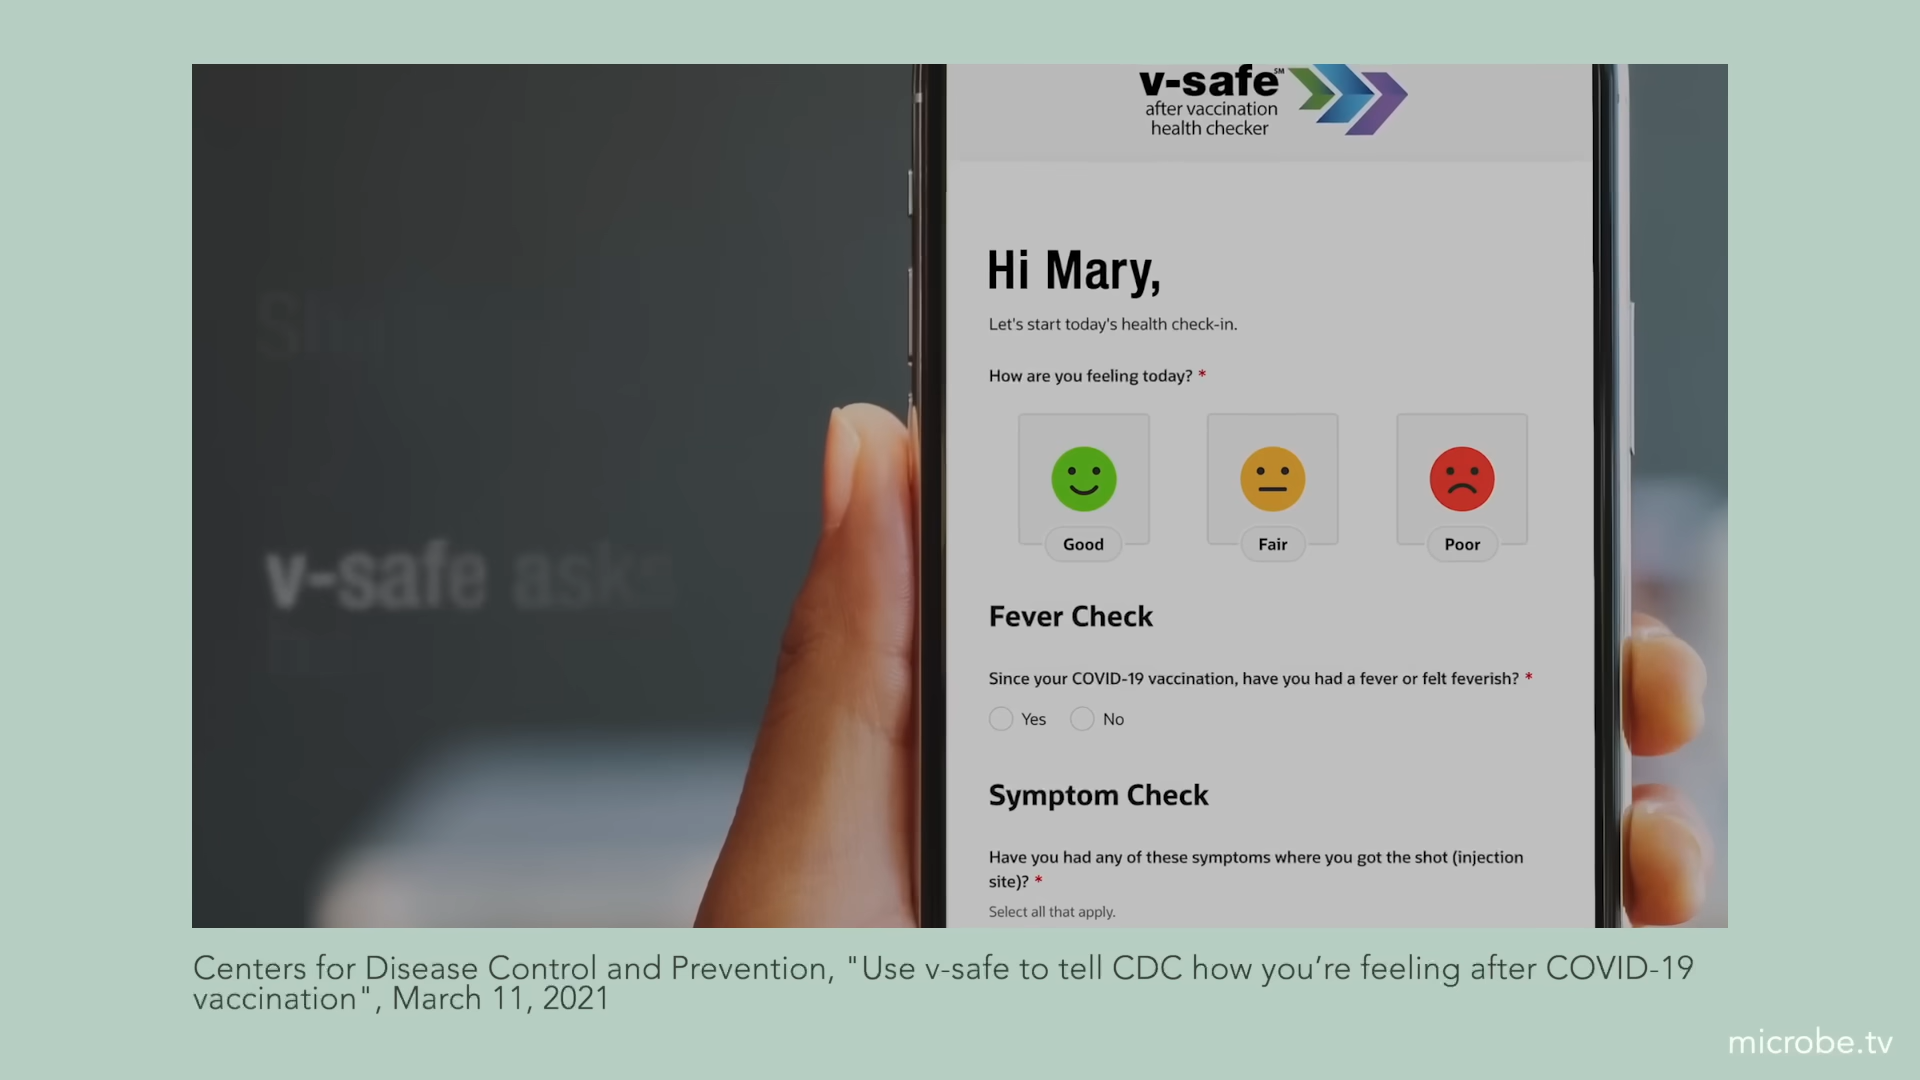 v-safe℠
after vaccination
health checker
Hi Mary,
Let's start today's health check-in.
How are you feeling today? *
Good Fair Poor
Fever Check
Since your COVID-19 vaccination, have you had a fever or felt feverish? *
Yes No
Symptom Check
Have you had any of these symptoms where you got the shot (injection
site)? *
Select all that apply.
v-safe asks
Centers for Disease Control and Prevention, "Use v-safe to tell CDC how you’re feeling after COVID-19
vaccination", March 11, 2021
microbe.tv